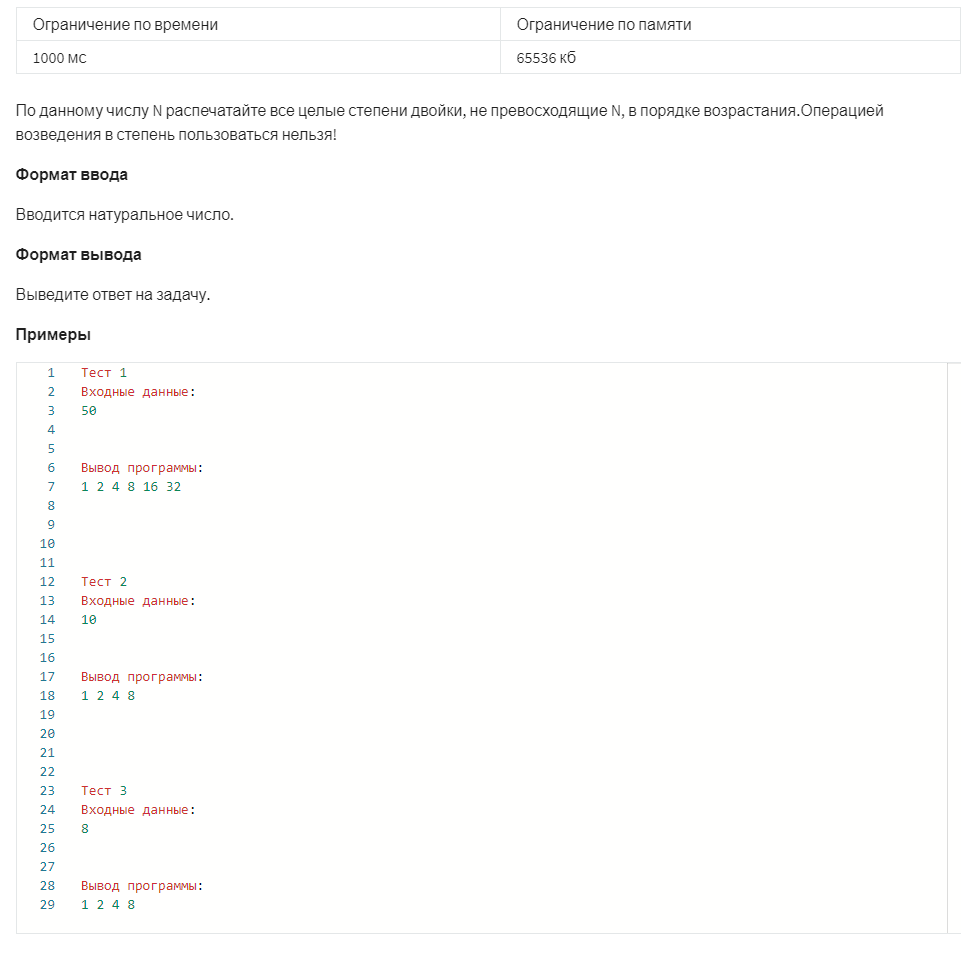 Ограничение по времени
Ограничение по памяти
1000 мс
65536 кб
По данному числу N распечатайте все целые степени двойки, не превосходящие N, в порядке возрастания.Операцией
возведения в степень пользоваться нельзя!
Формат ввода
Вводится натуральное число.
Формат вывода
Выведите ответ на задачу.
Примеры
1 Тест 1
2 Входные данные:
3 50
4
5
6 Вывод программы:
7 1 2 4 8 16 32
8
9
10
11
12 Тест 2
13 Входные данные:
14 10
15
16
17 Вывод программы:
18 1 2 4 8
19
20
21
22
23 Тест 3
24 Входные данные:
25 8
26
27
28 Вывод программы:
29 1 2 4 8